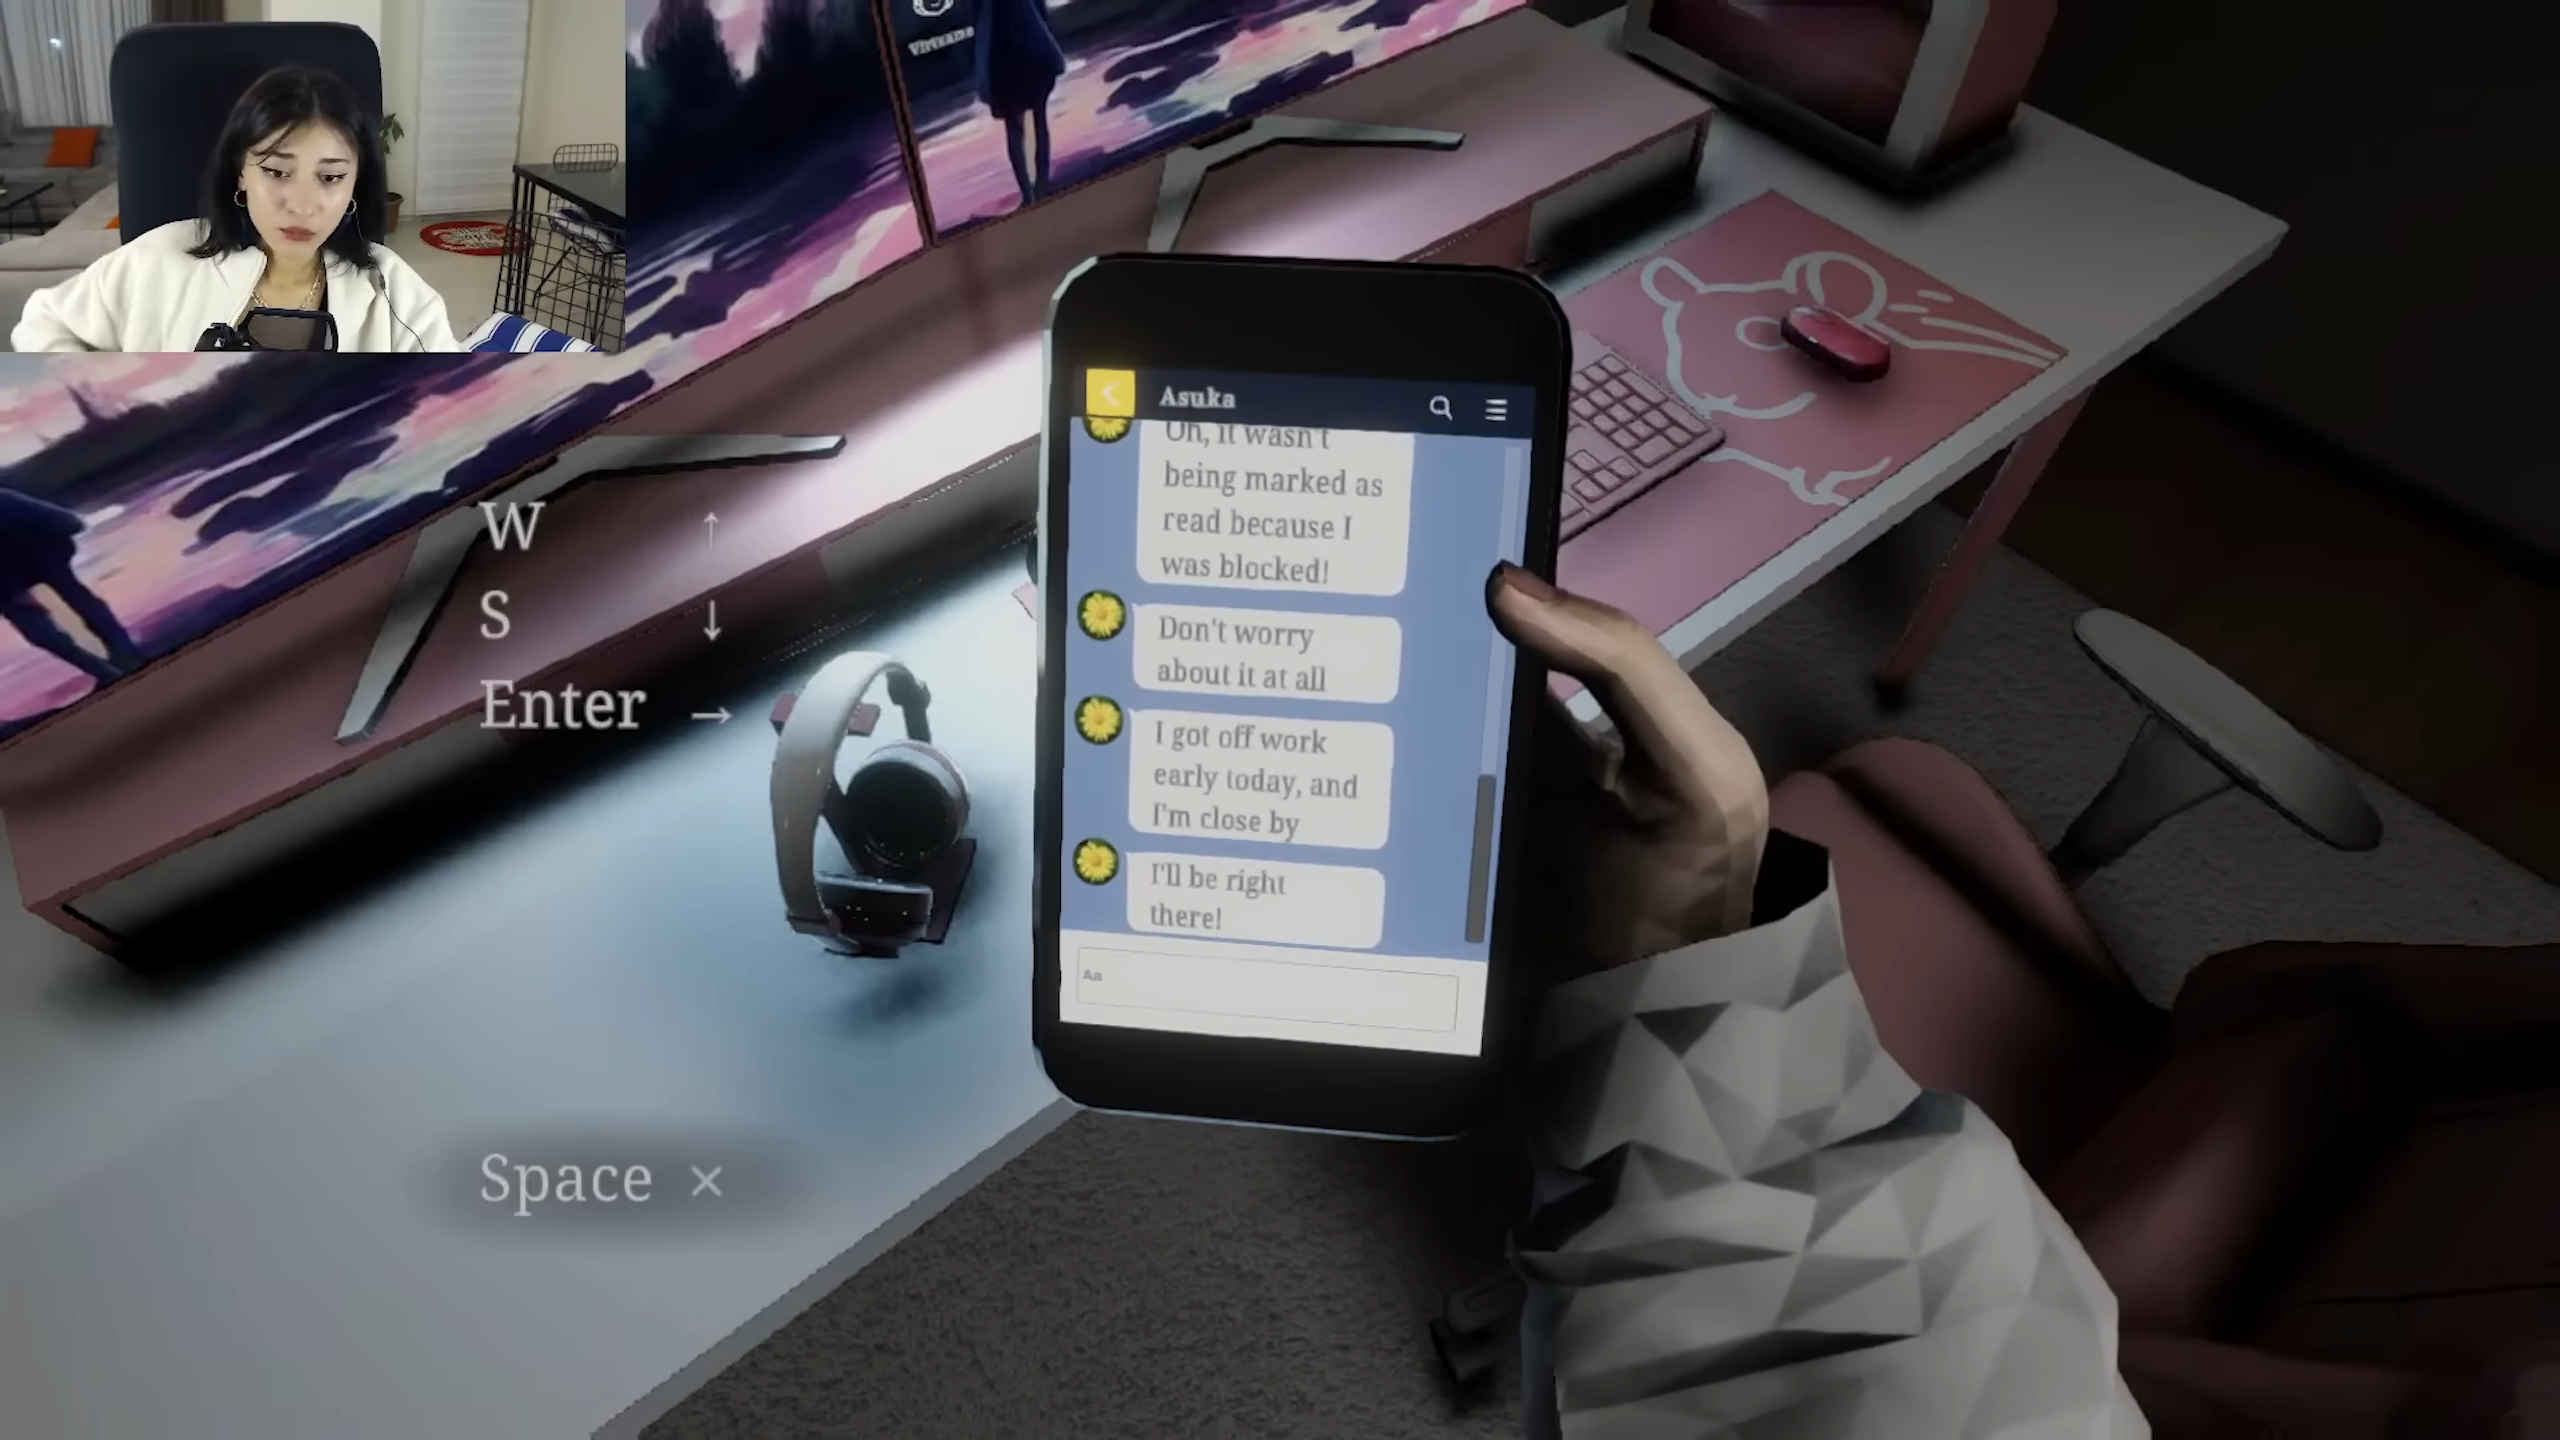 Asuka
Oh, it wasn't
being marked as
read because I
was blocked!
Don't worry
about it at all
I got off work
early today, and
I'm close by
I'll be right
there!
Aa
W ↑
S ↓
Enter →
Space ×